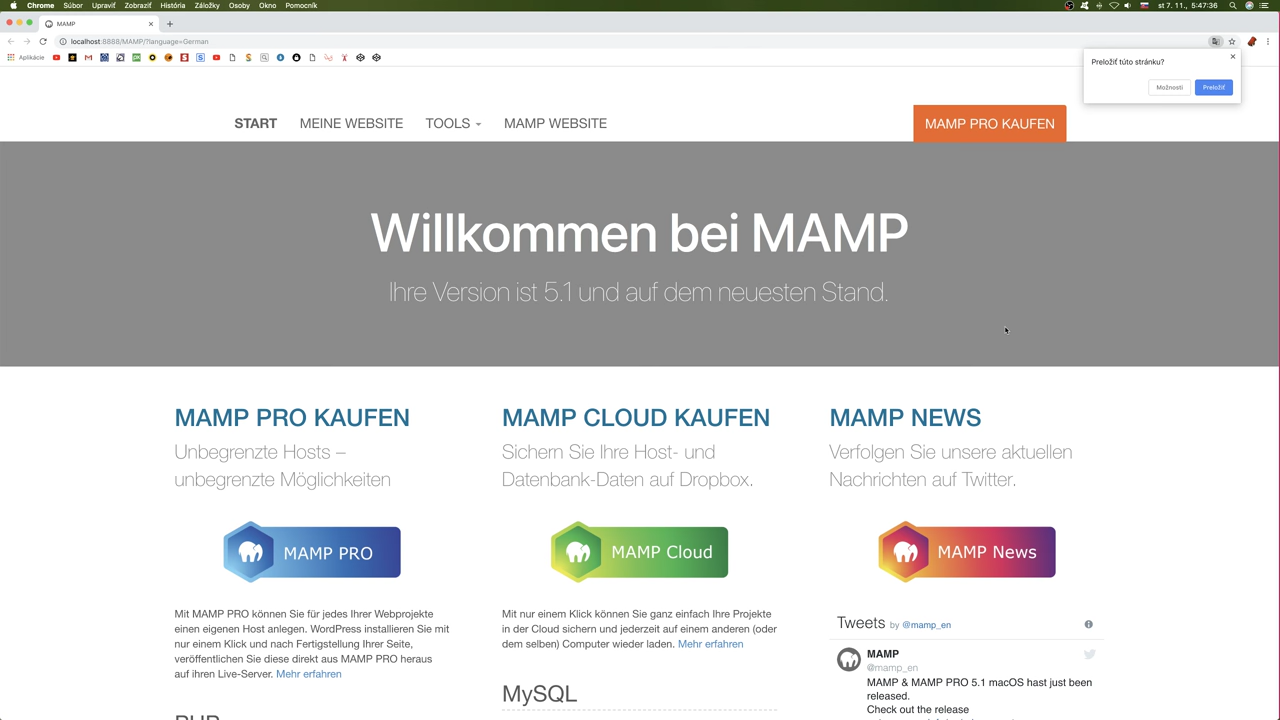 Chrome Súbor Upraviť Zobraziť História Záložky Osoby Okno Pomocník
st 7. 11., 5:47:36
MAMP
localhost:8888/MAMP/?language=German
Aplikácie
Preložiť túto stránku?
Možnosti Preložiť
START MEINE WEBSITE TOOLS MAMP WEBSITE MAMP PRO KAUFEN
Willkommen bei MAMP
Ihre Version ist 5.1 und auf dem neuesten Stand.
MAMP PRO KAUFEN
Unbegrenzte Hosts –
unbegrenzte Möglichkeiten
MAMP PRO
Mit MAMP PRO können Sie für jedes Ihrer Webprojekte
einen eigenen Host anlegen. WordPress installieren Sie mit
nur einem Klick und nach Fertigstellung Ihrer Seite,
veröffentlichen Sie diese direkt aus MAMP PRO heraus
auf ihren Live-Server. Mehr erfahren
PHP
MAMP CLOUD KAUFEN
Sichern Sie Ihre Host- und
Datenbank-Daten auf Dropbox.
MAMP Cloud
Mit nur einem Klick können Sie ganz einfach Ihre Projekte
in der Cloud sichern und jederzeit auf einem anderen (oder
dem selben) Computer wieder laden. Mehr erfahren
MySQL
MAMP NEWS
Verfolgen Sie unsere aktuellen
Nachrichten auf Twitter.
MAMP News
Tweets by @mamp_en
MAMP
@mamp_en
MAMP & MAMP PRO 5.1 macOS hast just been
released.
Check out the release